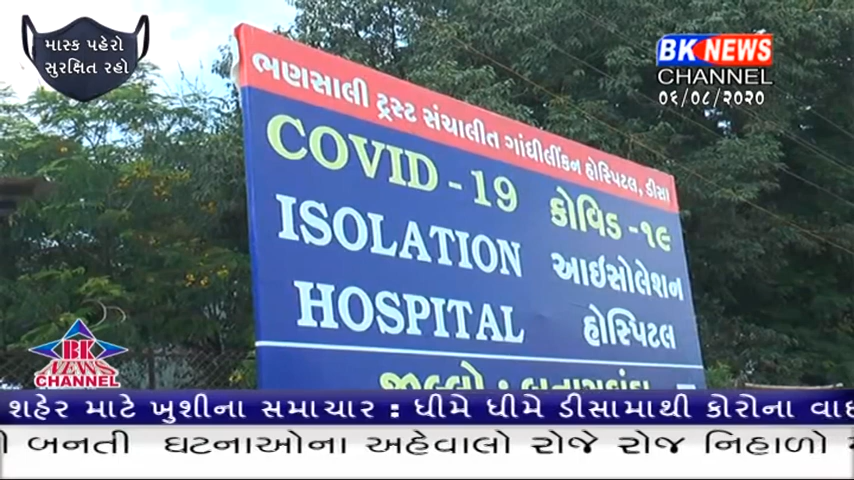 માસ્ક પહેરો
સુરક્ષિત રહો
BK NEWS
CHANNEL
૦૬/૦૮/૨૦૨૦
ભણસાલી ટ્રસ્ટ સંચાલીત ગાંધીલીંકન હોસ્પિટલ, ડીસા
COVID - 19 કોવિડ -૧૯
ISOLATION આઇસોલેશન
HOSPITAL હોસ્પિટલ
જીલ્લો :
BK
NEWS
CHANNEL
શહેર માટે ખુશીના સમાચાર : ધીમે ધીમે ડીસામાથી કોરોના
બનતી ઘટનાઓના અહેવાલો રોજે રોજ નિહાળો